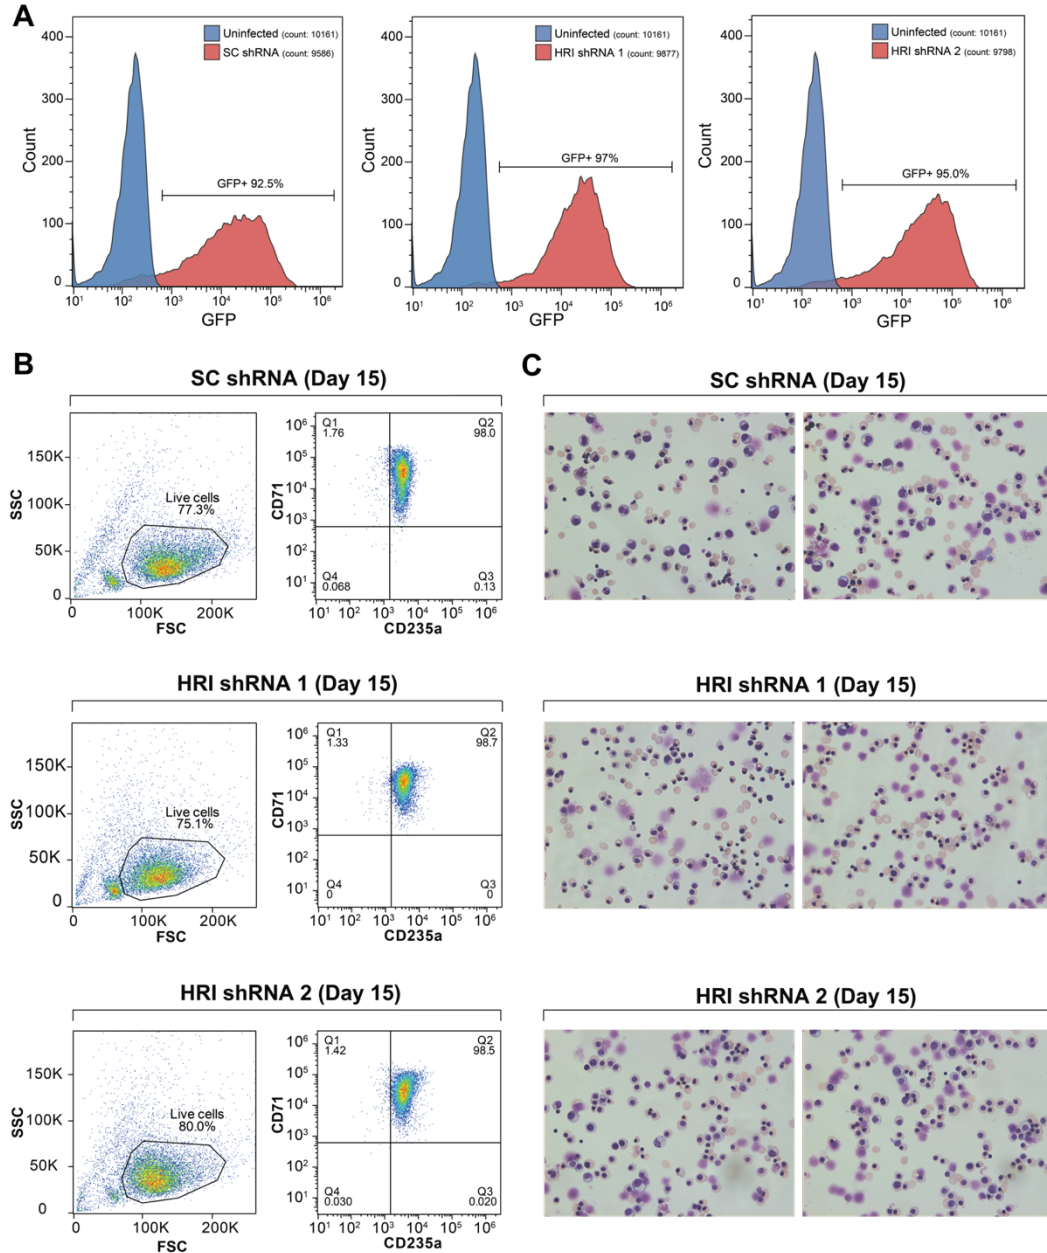 A
Uninfected (count: 10161)
SC shRNA (count: 9586)
GFP+ 92.5%
Count
400
300
200
100
0
10¹ 10² 10³ 10⁴ 10⁵ 10⁶
GFP
Uninfected (count: 10161)
HRI shRNA 1 (count: 9877)
GFP+ 97%
Count
400
300
200
100
0
10¹ 10² 10³ 10⁴ 10⁵ 10⁶
GFP
Uninfected (count: 10161)
HRI shRNA 2 (count: 9798)
GFP+ 95.0%
Count
400
300
200
100
0
10¹ 10² 10³ 10⁴ 10⁵ 10⁶
GFP
B
SC shRNA (Day 15)
SSC
150K
100K
50K
0
Live cells
77.3%
0 100K 200K
FSC
CD71
10⁶
10⁵
10⁴
10³
10²
10¹
Q1
1.76
Q2
98.0
Q4
0.068
Q3
0.13
10¹ 10² 10³ 10⁴ 10⁵ 10⁶
CD235a
HRI shRNA 1 (Day 15)
SSC
150K
100K
50K
0
Live cells
75.1%
0 100K 200K
FSC
CD71
10⁶
10⁵
10⁴
10³
10²
10¹
Q1
1.33
Q2
98.7
Q4
0
Q3
0
10¹ 10² 10³ 10⁴ 10⁵ 10⁶
CD235a
HRI shRNA 2 (Day 15)
SSC
150K
100K
50K
0
Live cells
80.0%
0 100K 200K
FSC
CD71
10⁶
10⁵
10⁴
10³
10²
10¹
Q1
1.42
Q2
98.5
Q4
0.030
Q3
0.020
10¹ 10² 10³ 10⁴ 10⁵ 10⁶
CD235a
C
SC shRNA (Day 15)
HRI shRNA 1 (Day 15)
HRI shRNA 2 (Day 15)